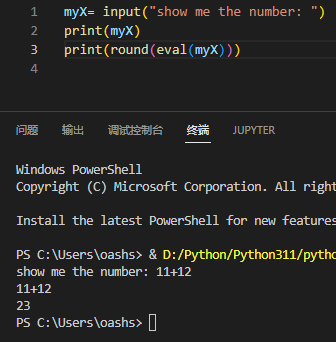 1 myX= input("show me the number: ")
2 print(myX)
3 print(round(eval(myX)))
4
问题 输出 调试控制台 终端 JUPYTER
Windows PowerShell
Copyright (C) Microsoft Corporation. All righ
Install the latest PowerShell for new features
PS C:\Users\oashs> & D:/Python/Python311/pytho
show me the number: 11+12
11+12
23
PS C:\Users\oashs>